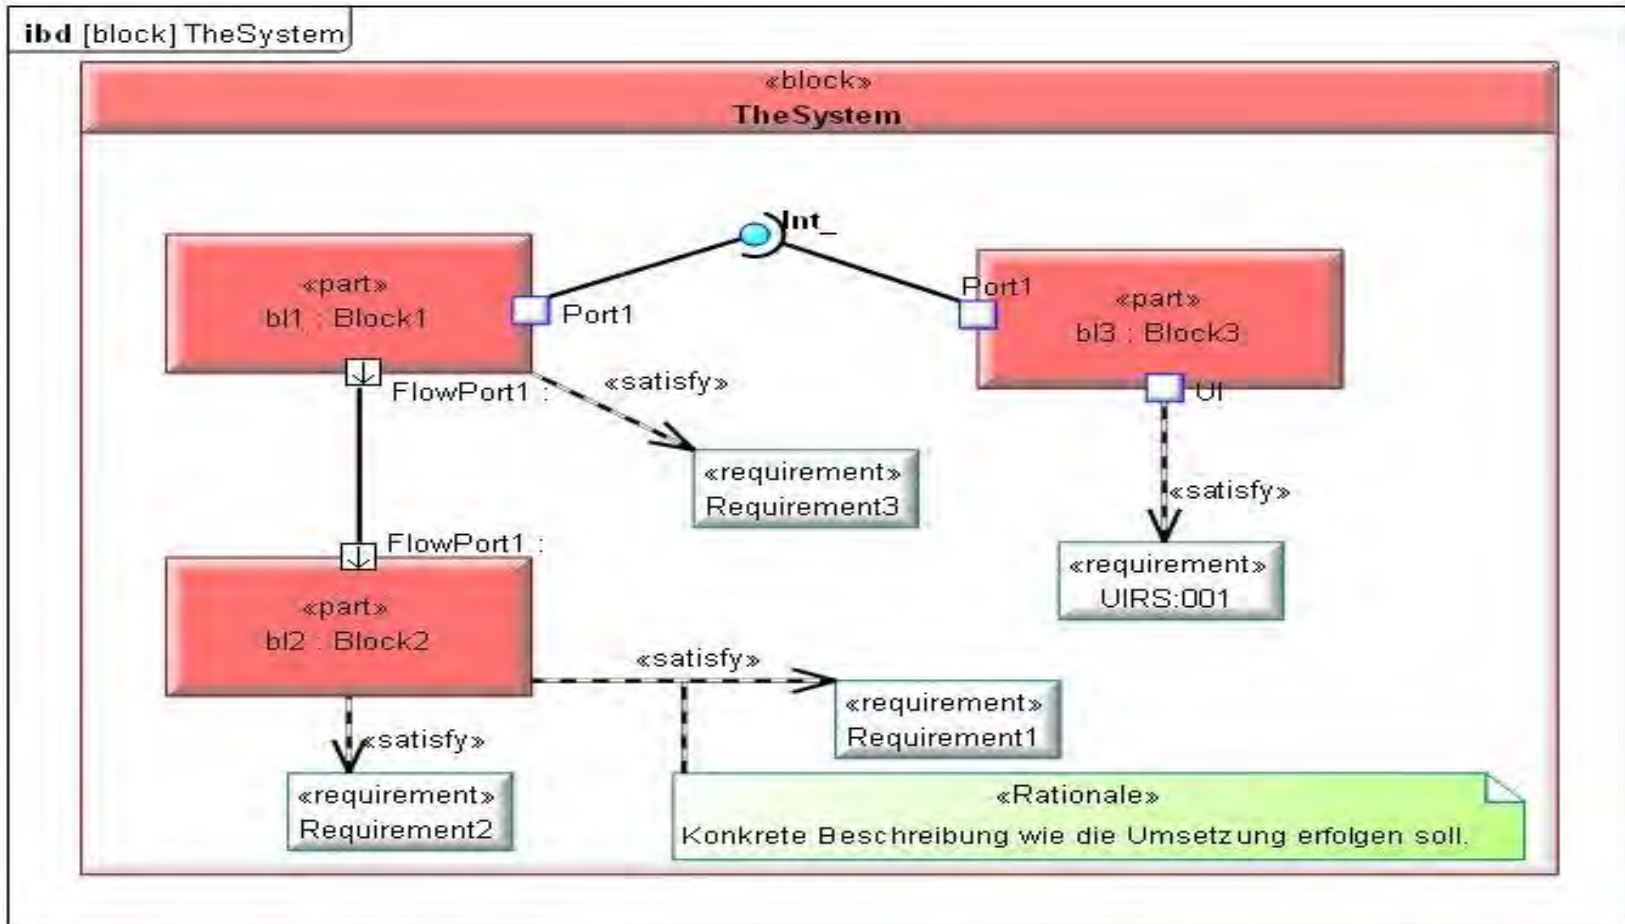 ibd [block] TheSystem
«block»
TheSystem
Int_
«part»
bl1 : Block1
Port1
Port1
«part»
bl3 : Block3
FlowPort1 :
«satisfy»
UI
«requirement»
Requirement3
«satisfy»
FlowPort1 :
«requirement»
UIRS:001
«part»
bl2 : Block2
«satisfy»
«requirement»
Requirement1
«satisfy»
«requirement»
Requirement2
«Rationale»
Konkrete Beschreibung wie die Umsetzung erfolgen soll.